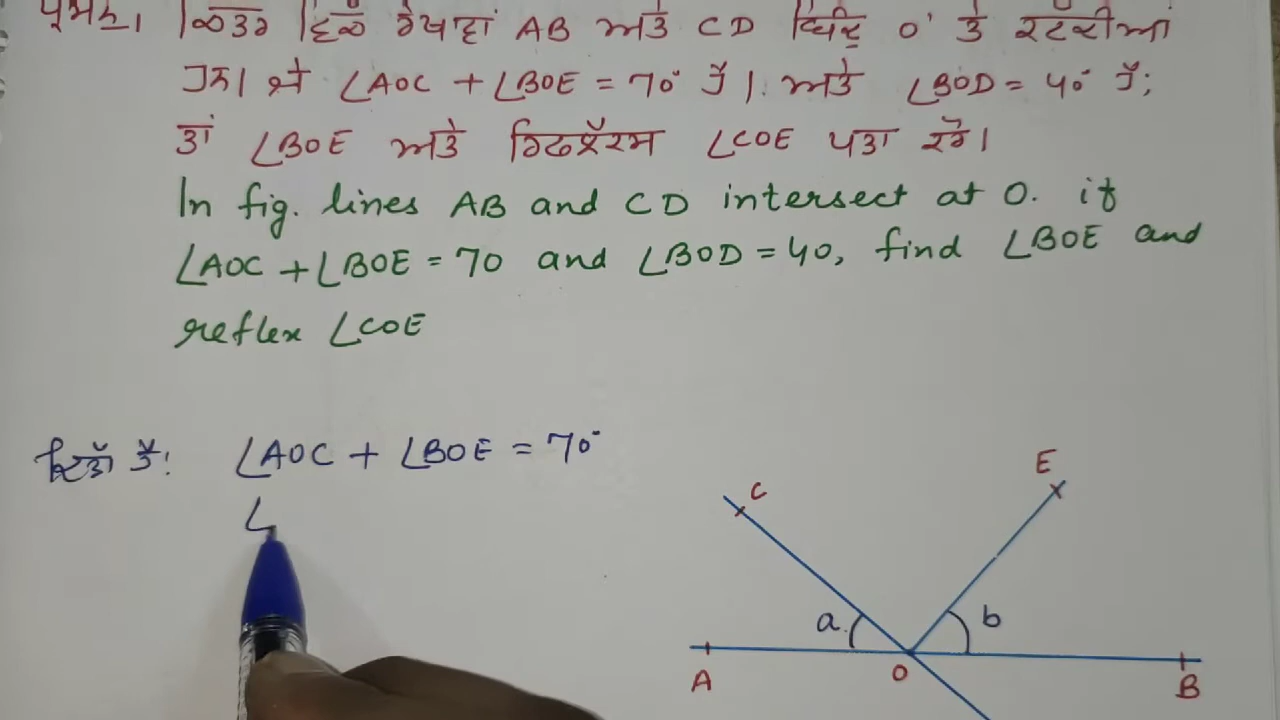 ਪ੍ਰਸ਼ਨ। ਚਿੱਤਰ ਵਿੱਚ ਰੇਖਾਵਾਂ AB ਅਤੇ CD ਬਿੰਦੂ O' ਤੇ ਕੱਟਦੀਆਂ
ਹਨ। ਜੇ ∠AOC + ∠BOE = 70° ਹੈ। ਅਤੇ ∠BOD = 40° ਹੈ;
ਤਾਂ ∠BOE ਅਤੇ ਰਿਫਲੈਕਸ ∠COE ਪਤਾ ਕਰੋ।
In fig. lines AB and CD intersect at O. if
∠AOC + ∠BOE = 70 and ∠BOD = 40, find ∠BOE and
reflex ∠COE
ਦਿੱਤਾ ਹੈ! ∠AOC + ∠BOE = 70°
∠
C
E
a
b
A
O
B